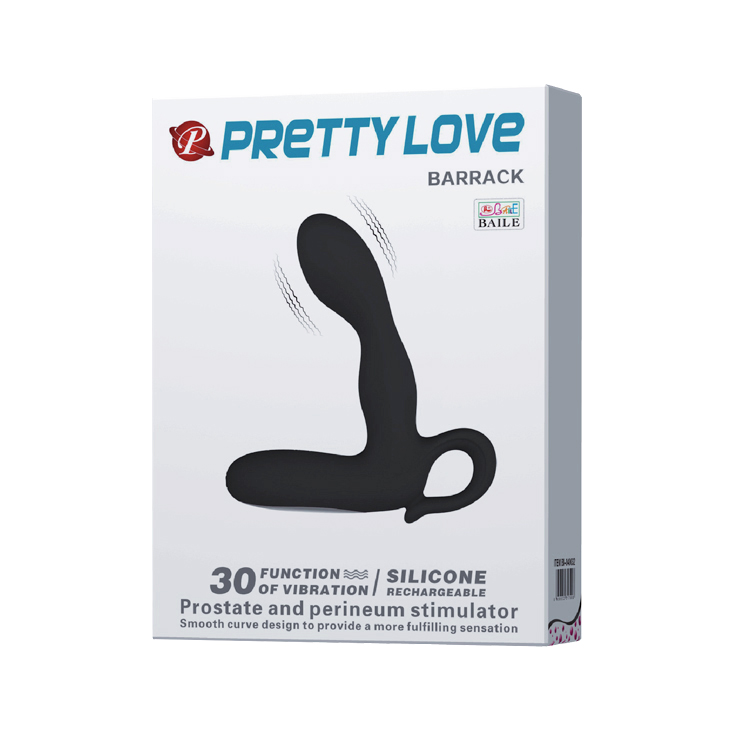 P PRETTY LOVE
BARRACK
BAILE
BAILE
30 FUNCTION OF VIBRATION / SILICONE RECHARGEABLE
Prostate and perineum stimulator
Smooth curve design to provide a more fulfilling sensation